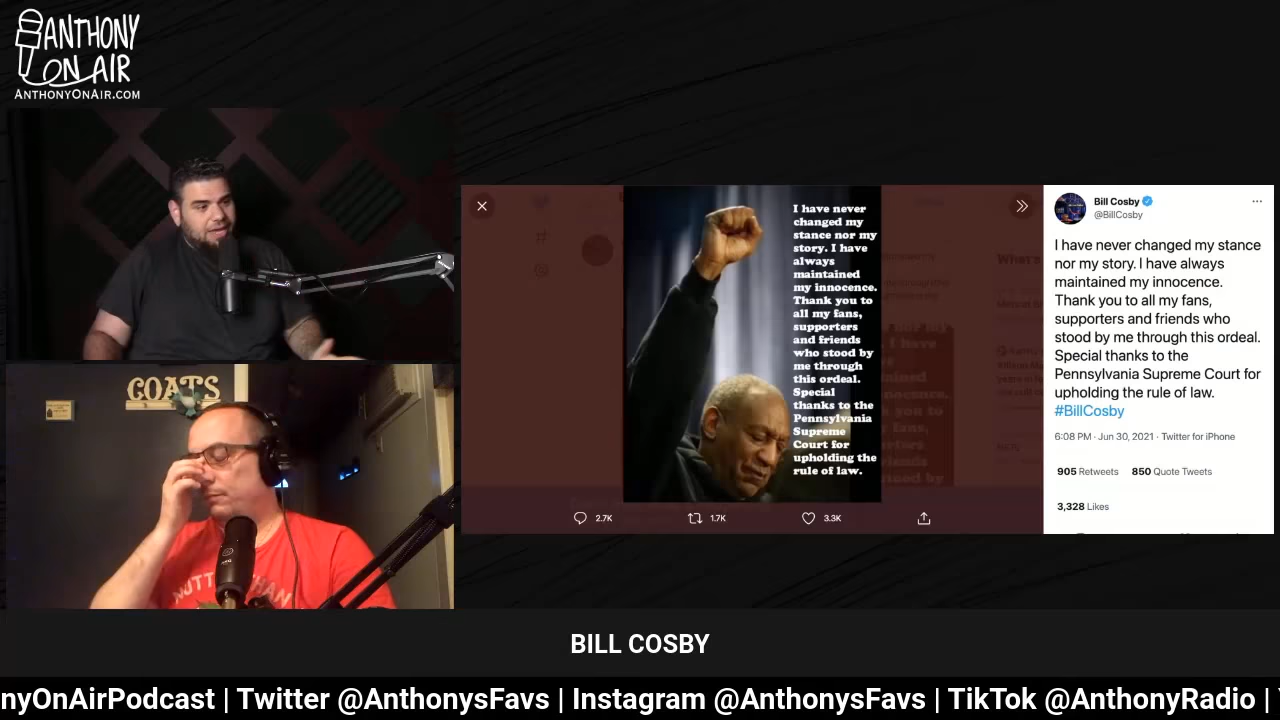 ANTHONY
ON AIR
ANTHONYONAIR.COM
COATS
I have never
changed my
stance nor my
story. I have
always
maintained
my innocence.
Thank you to
all my fans,
supporters
and friends
who stood by
me through
this ordeal.
Special
thanks to the
Pennsylvania
Supreme
Court for
upholding the
rule of law.
2.7K
1.7K
3.3K
Bill Cosby
@BillCosby
I have never changed my stance
nor my story. I have always
maintained my innocence.
Thank you to all my fans,
supporters and friends who
stood by me through this ordeal.
Special thanks to the
Pennsylvania Supreme Court for
upholding the rule of law.
#BillCosby
6:08 PM · Jun 30, 2021 · Twitter for iPhone
905 Retweets 850 Quote Tweets
3,328 Likes
BILL COSBY
nyOnAirPodcast | Twitter @AnthonysFavs | Instagram @AnthonysFavs | TikTok @AnthonyRadio |